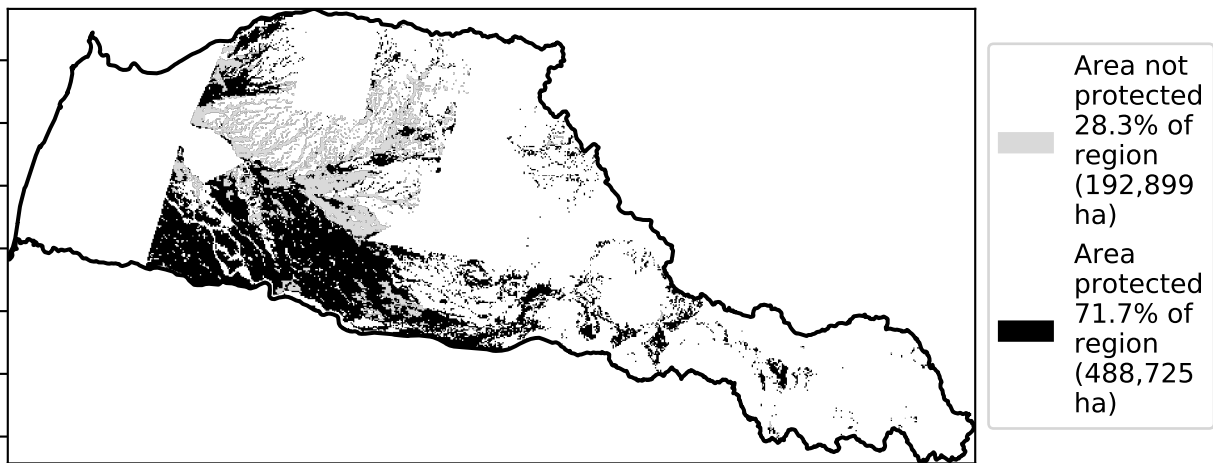 Area not
protected
28.3% of
region
(192,899
ha)
Area
protected
71.7% of
region
(488,725
ha)